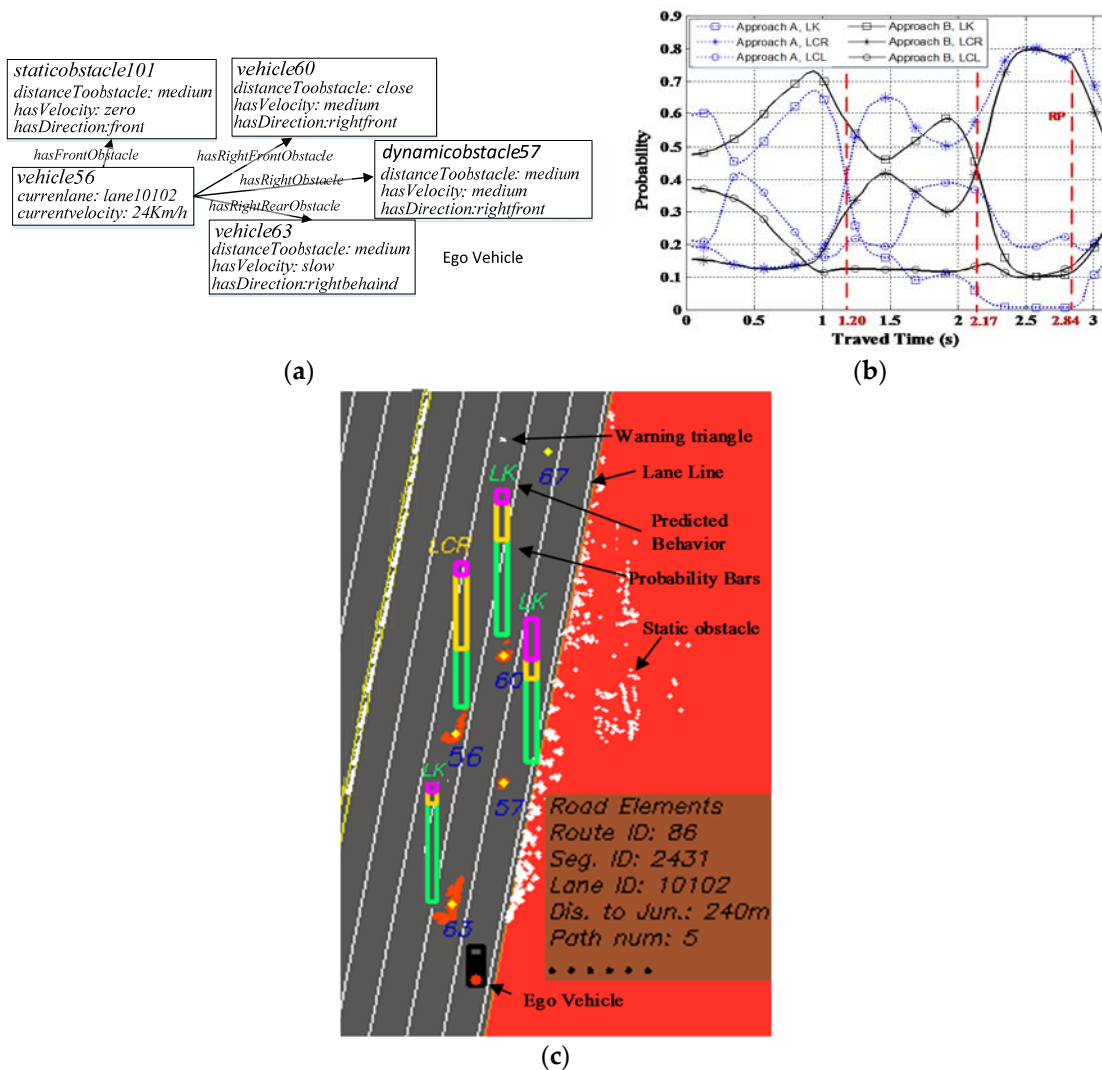 staticobstacle101
distanceToobstacle: medium
hasVelocity: zero
hasDirection:front
vehicle60
distanceToobstacle: close
hasVelocity: medium
hasDirection:rightfront
hasFrontObstacle
hasRightFrontObstacle
hasRightObstacle
hasRightRearObstacle
dynamicobstacle57
distanceToobstacle: medium
hasVelocity: medium
hasDirection:rightfront
vehicle56
currenlane: lane10102
currentvelocity: 24Km/h
vehicle63
distanceToobstacle: medium
hasVelocity: slow
hasDirection:rightbehaind
Ego Vehicle
(a)
Approach A, LK
Approach A, LCR
Approach A, LCL
Approach B, LK
Approach B, LCR
Approach B, LCL
Probability
0.9
0.8
0.7
0.6
0.5
0.4
0.3
0.2
0.1
0
RP
0
0.5
1
1.20
1.5
2
2.17
2.5
2.84
3
Traved Time (s)
(b)
Warning triangle
67
LK
Lane Line
Predicted
Behavior
LCR
Probability Bars
LK
Static obstacle
60
56
LK
57
63
Road Elements
Route ID: 86
Seg. ID: 2431
Lane ID: 10102
Dis. to Jun.: 240m
Path num: 5
......
Ego Vehicle
(c)